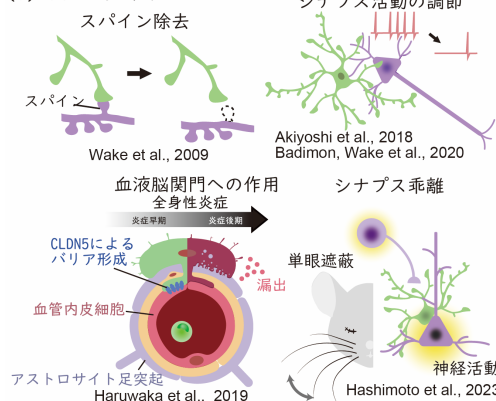 スパイン除去
シナプス活動の調節
スパイン
Wake et al., 2009
Akiyoshi et al., 2018
Badimon, Wake et al., 2020
血液脳関門への作用
全身性炎症
炎症早期
炎症後期
CLDN5による
バリア形成
漏出
血管内皮細胞
アストロサイト足突起
Haruwaka et al., 2019
シナプス乖離
単眼遮蔽
神経活動
Hashimoto et al., 2023